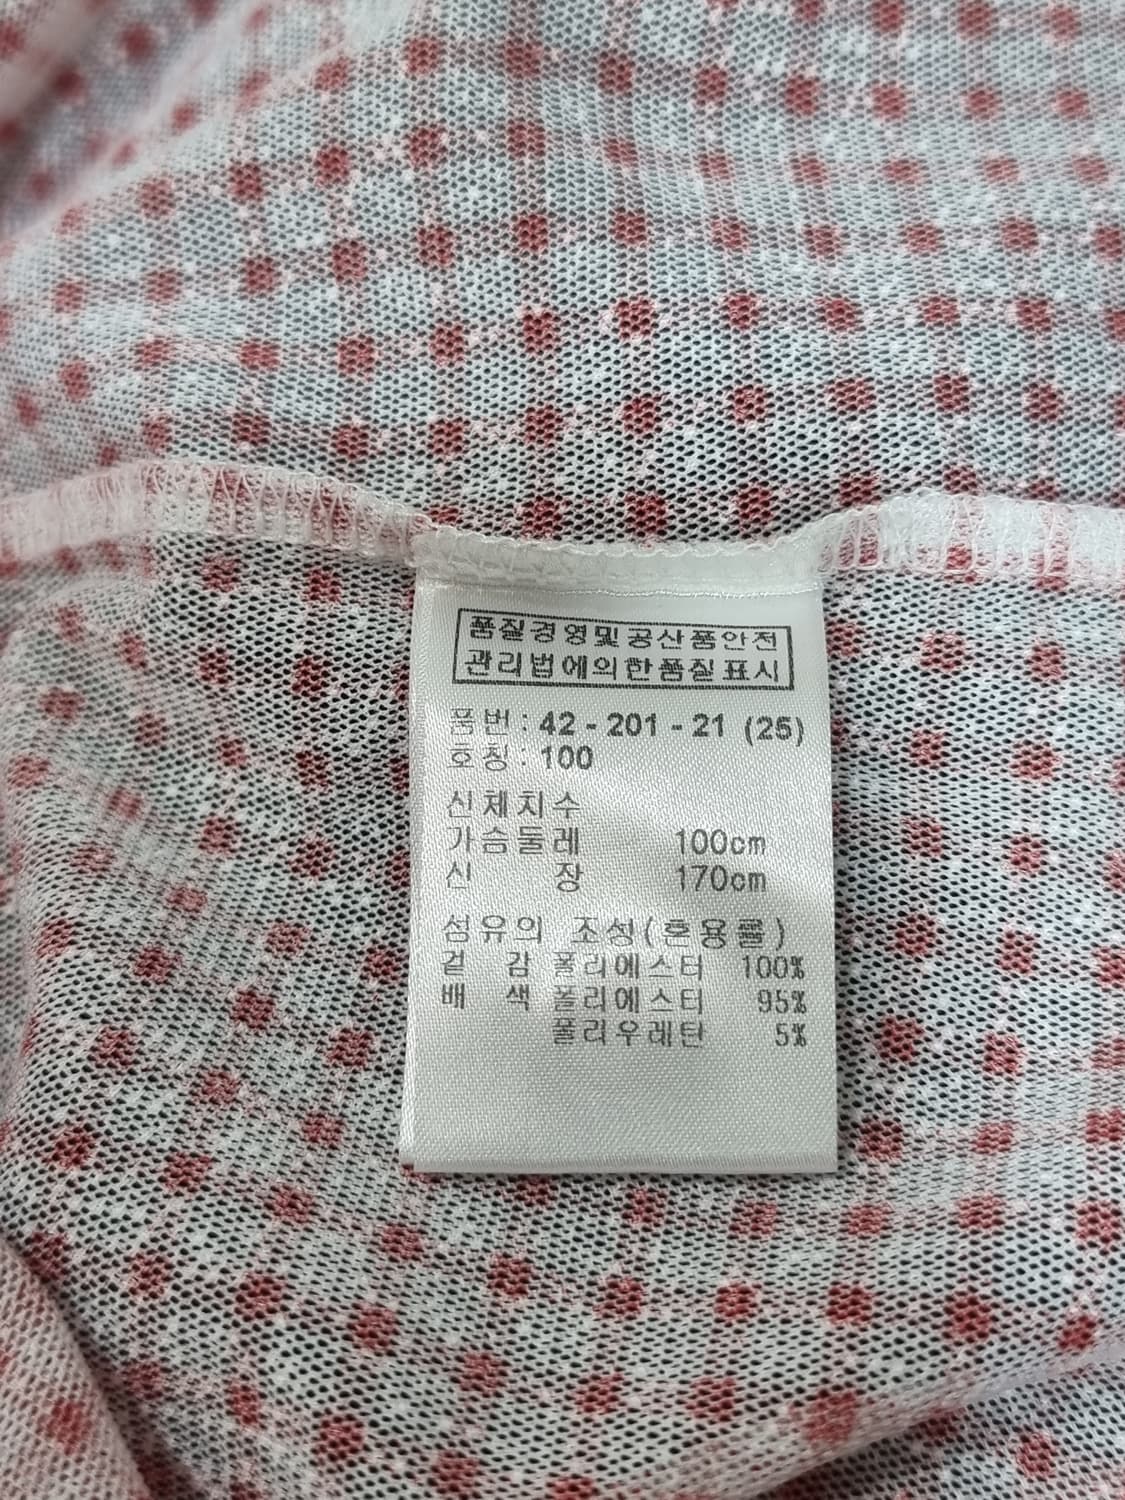 품질경영및공산품안전
관리법에의한품질표시
품번 : 42 - 201 - 21 (25)
호칭 : 100
신체치수
가슴둘레 100cm
신 장 170cm
섬유의 조성(혼용률)
겉 감 폴리에스터 100%
배 색 폴리에스터 95%
폴리우레탄 5%